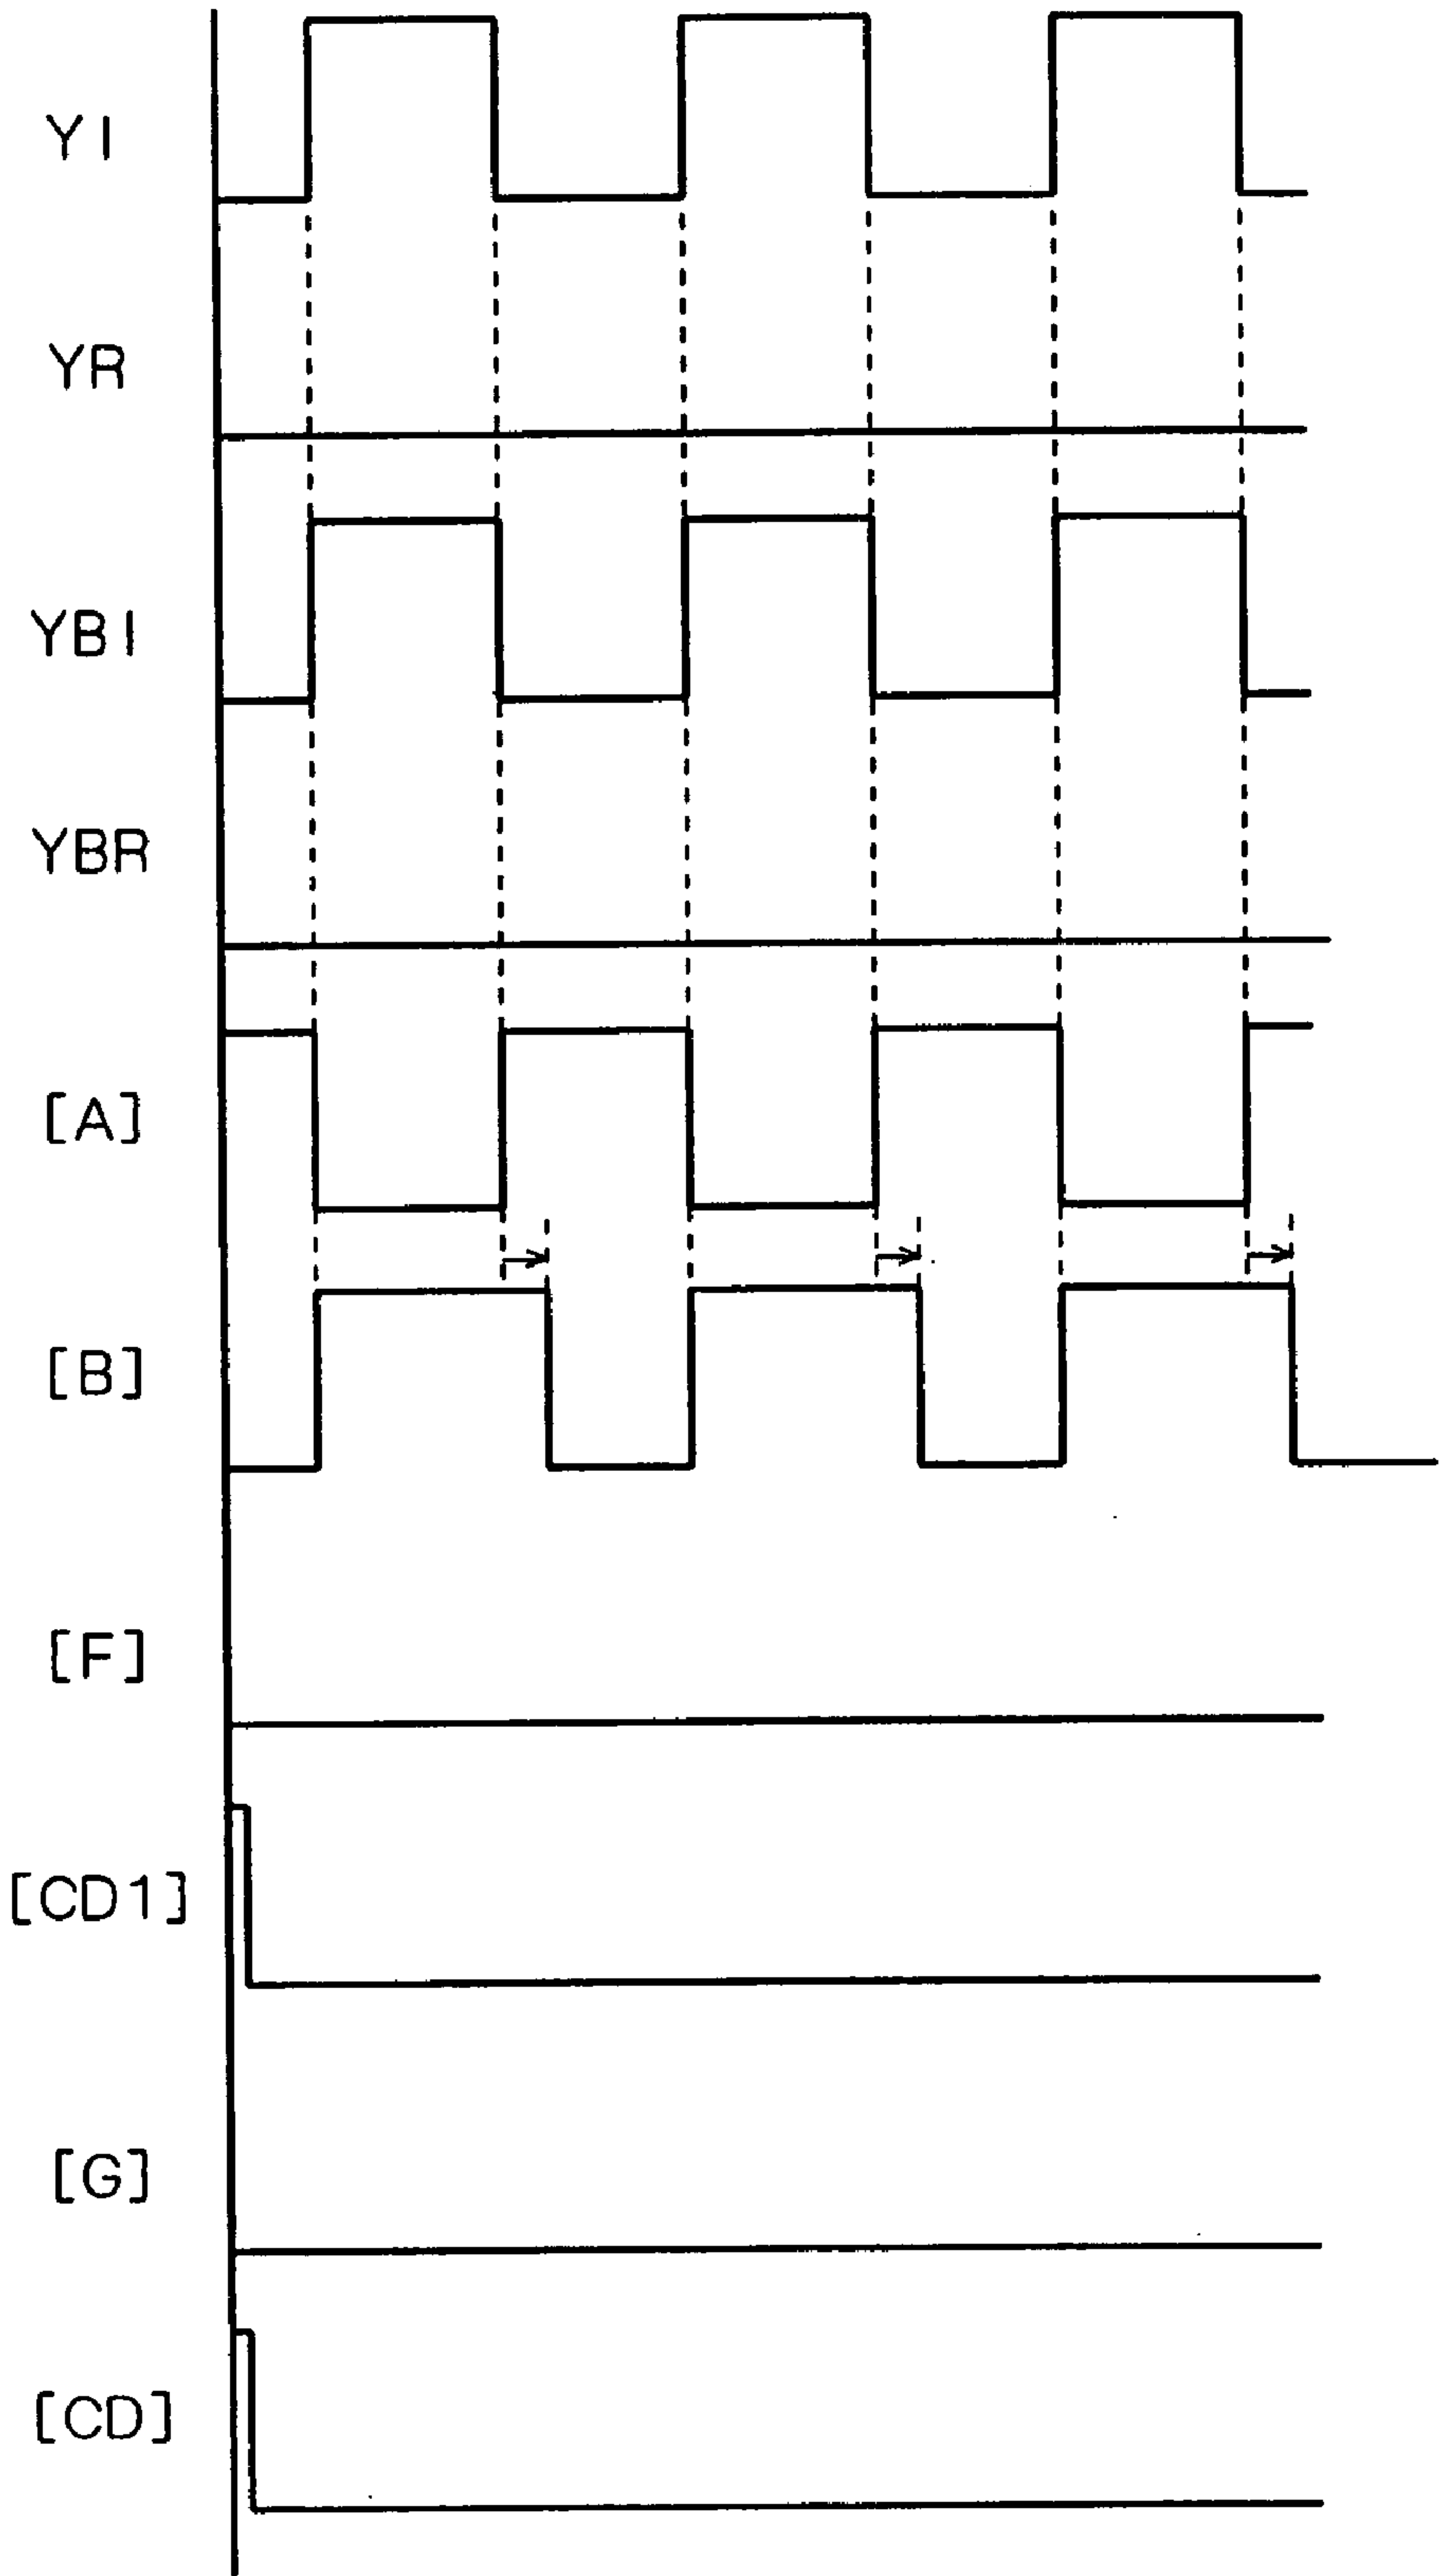 YI
YR
YBI
YBR
[A]
[B]
[F]
[CD1]
[G]
[CD]